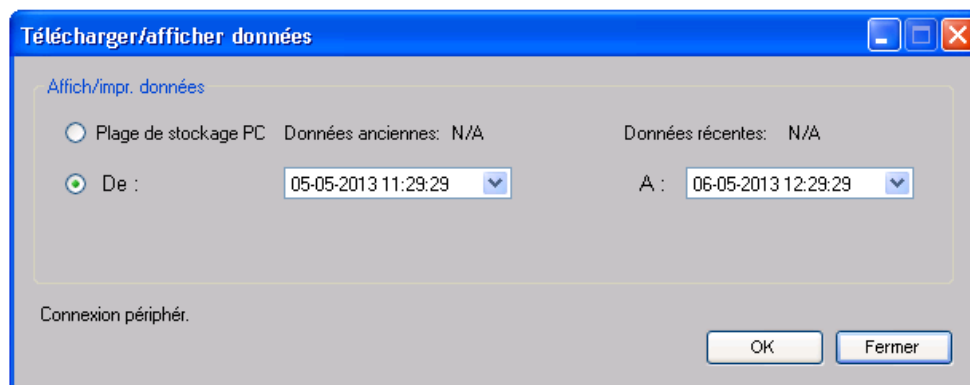 Télécharger/afficher données
Affich/impr. données
Plage de stockage PC Données anciennes: N/A Données récentes: N/A
De : 05-05-2013 11:29:29 A : 06-05-2013 12:29:29
Connexion périphér.
OK Fermer